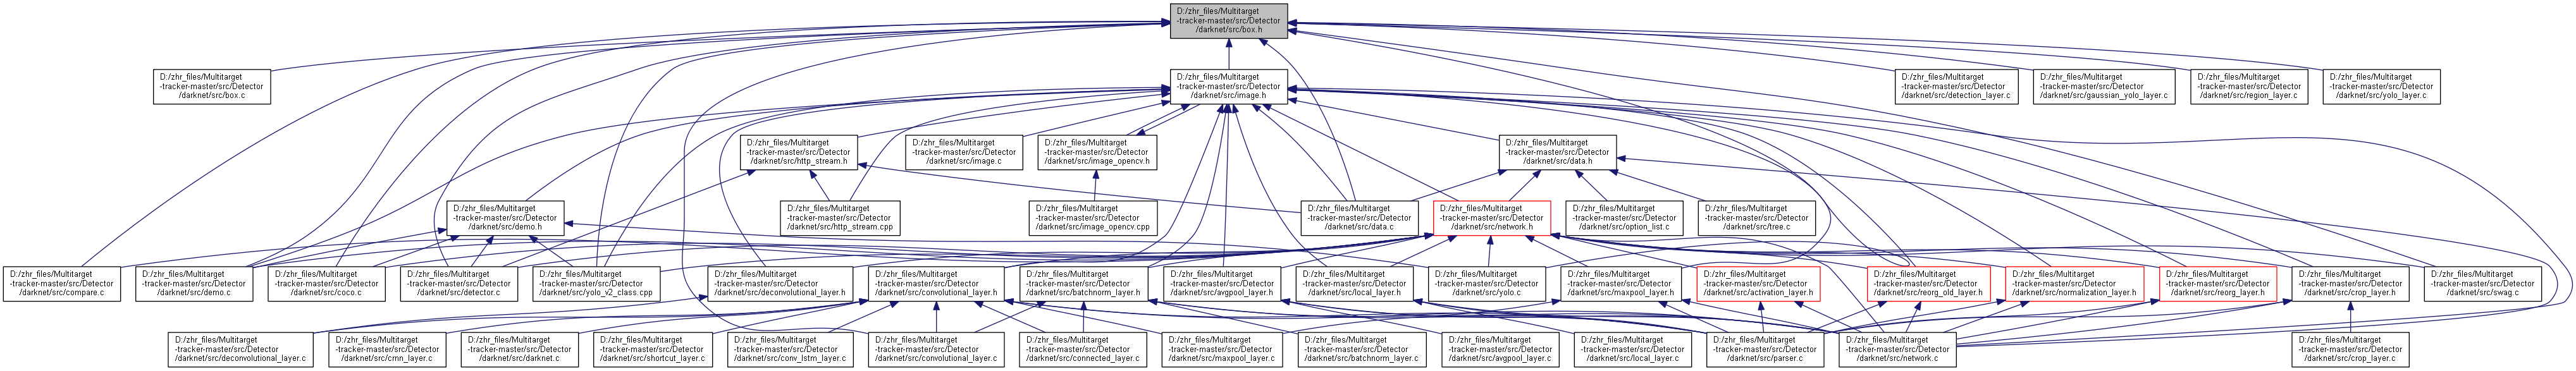 D:/zhr_files/Multitarget
-tracker-master/src/Detector
/darknet/src/box.h
D:/zhr_files/Multitarget
-tracker-master/src/Detector
/darknet/src/box.c
D:/zhr_files/Multitarget
-tracker-master/src/Detector
/darknet/src/image.h
D:/zhr_files/Multitarget
-tracker-master/src/Detector
/darknet/src/detection_layer.c
D:/zhr_files/Multitarget
-tracker-master/src/Detector
/darknet/src/gaussian_yolo_layer.c
D:/zhr_files/Multitarget
-tracker-master/src/Detector
/darknet/src/region_layer.c
D:/zhr_files/Multitarget
-tracker-master/src/Detector
/darknet/src/yolo_layer.c
D:/zhr_files/Multitarget
-tracker-master/src/Detector
/darknet/src/http_stream.h
D:/zhr_files/Multitarget
-tracker-master/src/Detector
/darknet/src/image.c
D:/zhr_files/Multitarget
-tracker-master/src/Detector
/darknet/src/image_opencv.h
D:/zhr_files/Multitarget
-tracker-master/src/Detector
/darknet/src/data.h
D:/zhr_files/Multitarget
-tracker-master/src/Detector
/darknet/src/demo.h
D:/zhr_files/Multitarget
-tracker-master/src/Detector
/darknet/src/http_stream.cpp
D:/zhr_files/Multitarget
-tracker-master/src/Detector
/darknet/src/image_opencv.cpp
D:/zhr_files/Multitarget
-tracker-master/src/Detector
/darknet/src/data.c
D:/zhr_files/Multitarget
-tracker-master/src/Detector
/darknet/src/network.h
D:/zhr_files/Multitarget
-tracker-master/src/Detector
/darknet/src/option_list.c
D:/zhr_files/Multitarget
-tracker-master/src/Detector
/darknet/src/tree.c
D:/zhr_files/Multitarget
-tracker-master/src/Detector
/darknet/src/compare.c
D:/zhr_files/Multitarget
-tracker-master/src/Detector
/darknet/src/demo.c
D:/zhr_files/Multitarget
-tracker-master/src/Detector
/darknet/src/coco.c
D:/zhr_files/Multitarget
-tracker-master/src/Detector
/darknet/src/detector.c
D:/zhr_files/Multitarget
-tracker-master/src/Detector
/darknet/src/yolo_v2_class.cpp
D:/zhr_files/Multitarget
-tracker-master/src/Detector
/darknet/src/deconvolutional_layer.h
D:/zhr_files/Multitarget
-tracker-master/src/Detector
/darknet/src/convolutional_layer.h
D:/zhr_files/Multitarget
-tracker-master/src/Detector
/darknet/src/batchnorm_layer.h
D:/zhr_files/Multitarget
-tracker-master/src/Detector
/darknet/src/avgpool_layer.h
D:/zhr_files/Multitarget
-tracker-master/src/Detector
/darknet/src/local_layer.h
D:/zhr_files/Multitarget
-tracker-master/src/Detector
/darknet/src/yolo.c
D:/zhr_files/Multitarget
-tracker-master/src/Detector
/darknet/src/maxpool_layer.h
D:/zhr_files/Multitarget
-tracker-master/src/Detector
/darknet/src/activation_layer.h
D:/zhr_files/Multitarget
-tracker-master/src/Detector
/darknet/src/reorg_old_layer.h
D:/zhr_files/Multitarget
-tracker-master/src/Detector
/darknet/src/normalization_layer.h
D:/zhr_files/Multitarget
-tracker-master/src/Detector
/darknet/src/reorg_layer.h
D:/zhr_files/Multitarget
-tracker-master/src/Detector
/darknet/src/crop_layer.h
D:/zhr_files/Multitarget
-tracker-master/src/Detector
/darknet/src/swag.c
D:/zhr_files/Multitarget
-tracker-master/src/Detector
/darknet/src/deconvolutional_layer.c
D:/zhr_files/Multitarget
-tracker-master/src/Detector
/darknet/src/crnn_layer.c
D:/zhr_files/Multitarget
-tracker-master/src/Detector
/darknet/src/darknet.c
D:/zhr_files/Multitarget
-tracker-master/src/Detector
/darknet/src/shortcut_layer.c
D:/zhr_files/Multitarget
-tracker-master/src/Detector
/darknet/src/conv_lstm_layer.c
D:/zhr_files/Multitarget
-tracker-master/src/Detector
/darknet/src/convolutional_layer.c
D:/zhr_files/Multitarget
-tracker-master/src/Detector
/darknet/src/connected_layer.c
D:/zhr_files/Multitarget
-tracker-master/src/Detector
/darknet/src/maxpool_layer.c
D:/zhr_files/Multitarget
-tracker-master/src/Detector
/darknet/src/batchnorm_layer.c
D:/zhr_files/Multitarget
-tracker-master/src/Detector
/darknet/src/avgpool_layer.c
D:/zhr_files/Multitarget
-tracker-master/src/Detector
/darknet/src/local_layer.c
D:/zhr_files/Multitarget
-tracker-master/src/Detector
/darknet/src/parser.c
D:/zhr_files/Multitarget
-tracker-master/src/Detector
/darknet/src/network.c
D:/zhr_files/Multitarget
-tracker-master/src/Detector
/darknet/src/crop_layer.c